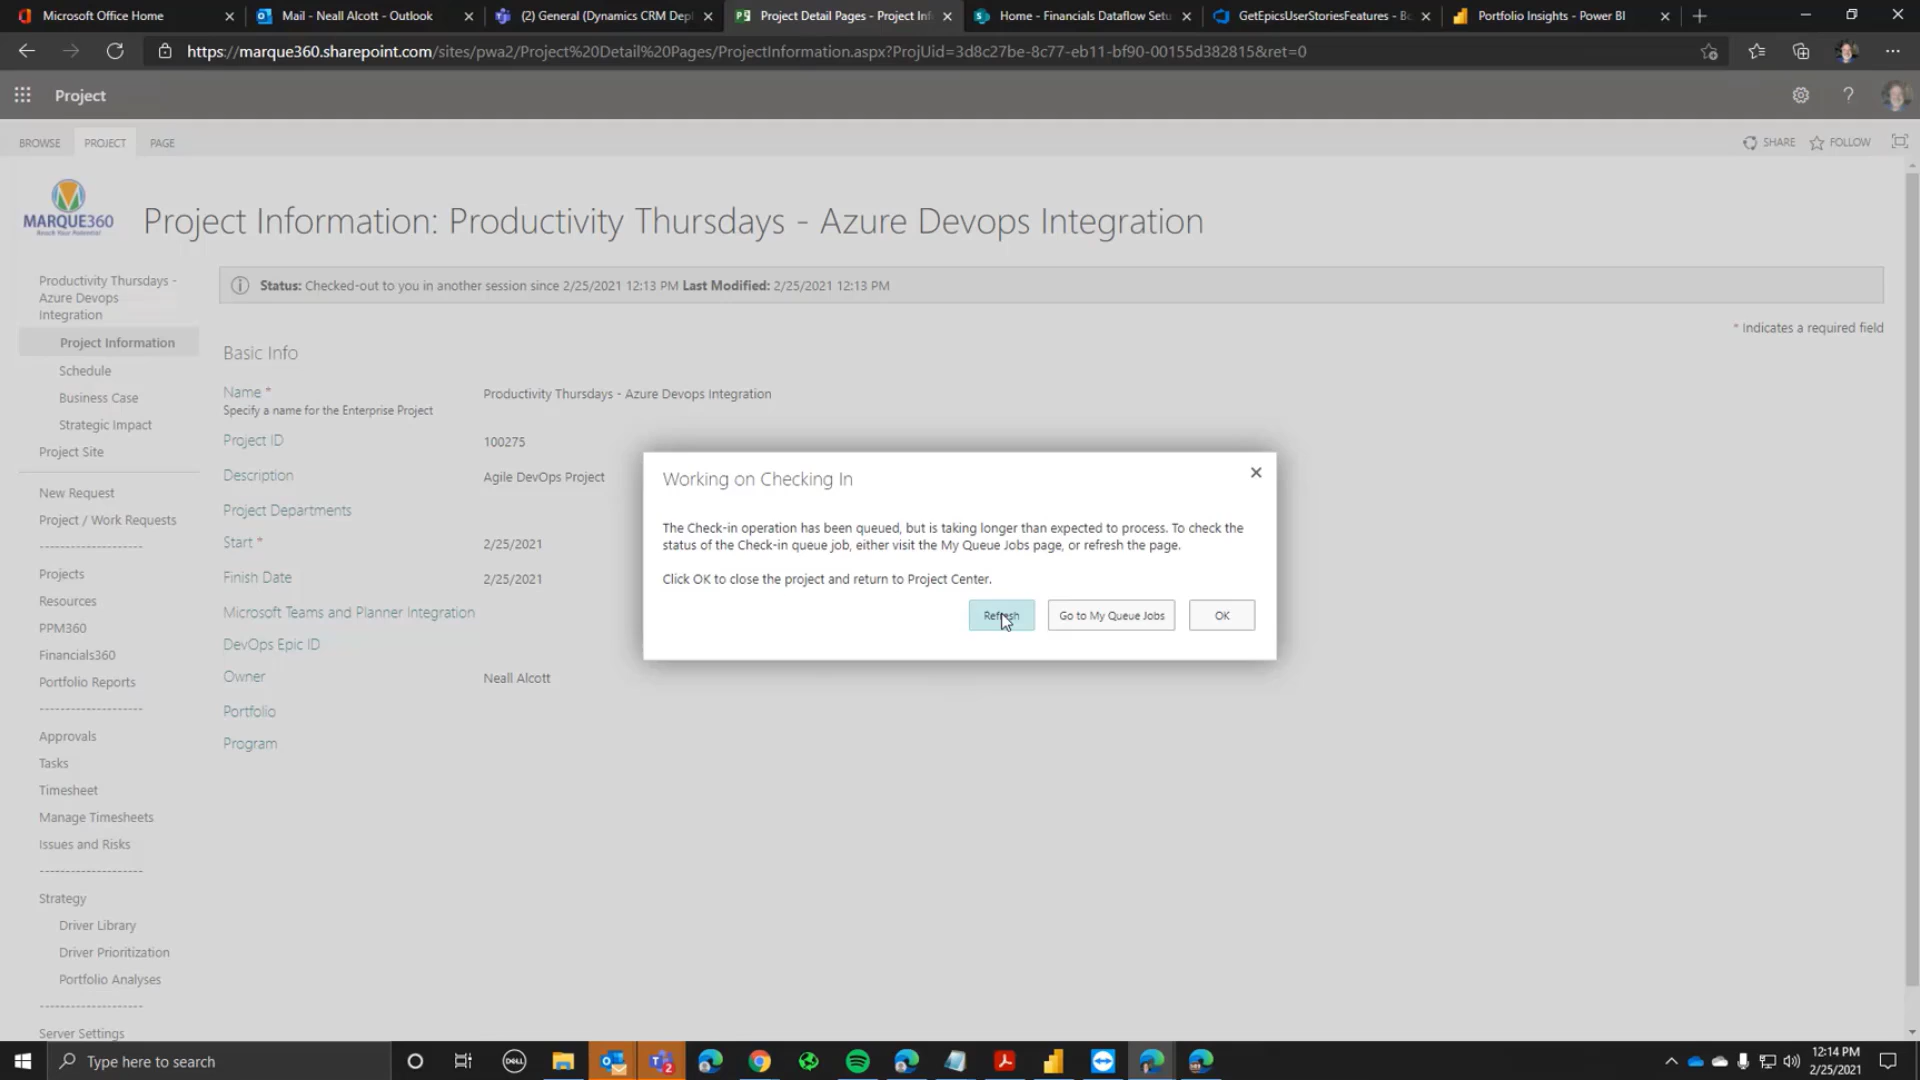 Microsoft Office Home
Mail - Neall Alcott - Outlook
(2) General (Dynamics CRM Dep
Project Detail Pages - Project Inf
Home - Financials Dataflow Setu
GetEpicsUserStoriesFeatures - Bo
Portfolio Insights - Power BI
https://marque360.sharepoint.com/sites/pwa2/Project%20Detail%20Pages/ProjectInformation.aspx?ProjUid=3d8c27be-8c77-eb11-bf90-00155d382815&ret=0
Project
?
BROWSE PROJECT PAGE
SHARE FOLLOW
MARQUE360
Reach Your Potential
Project Information: Productivity Thursdays - Azure Devops Integration
Status: Checked-out to you in another session since 2/25/2021 12:13 PM Last Modified: 2/25/2021 12:13 PM
* Indicates a required field
Productivity Thursdays -
Azure Devops
Integration
Project Information
Schedule
Business Case
Strategic Impact
Project Site
New Request
Project / Work Requests
--------------------
Projects
Resources
PPM360
Financials360
Portfolio Reports
--------------------
Approvals
Tasks
Timesheet
Manage Timesheets
Issues and Risks
--------------------
Strategy
Driver Library
Driver Prioritization
Portfolio Analyses
--------------------
Server Settings
Basic Info
Name *
Specify a name for the Enterprise Project
Productivity Thursdays - Azure Devops Integration
Project ID
100275
Description
Agile DevOps Project
Project Departments
Start *
2/25/2021
Finish Date
2/25/2021
Microsoft Teams and Planner Integration
DevOps Epic ID
Owner
Neall Alcott
Portfolio
Program
Working on Checking In
The Check-in operation has been queued, but is taking longer than expected to process. To check the
status of the Check-in queue job, either visit the My Queue Jobs page, or refresh the page.
Click OK to close the project and return to Project Center.
Refresh
Go to My Queue Jobs
OK
Type here to search
DELL
2
12:14 PM
2/25/2021